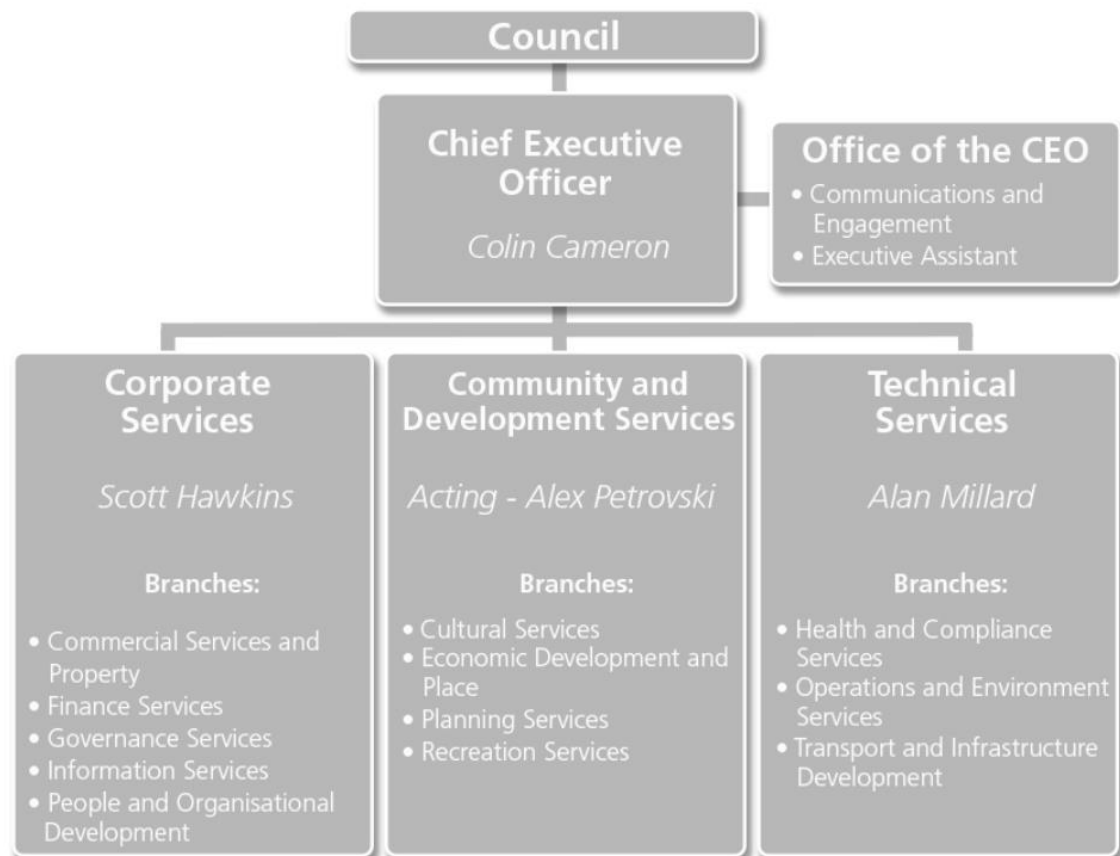 Council
Chief Executive
Officer
Colin Cameron
Office of the CEO
• Communications and
Engagement
• Executive Assistant
Corporate
Services
Scott Hawkins
Branches:
• Commercial Services and
Property
• Finance Services
• Governance Services
• Information Services
• People and Organisational
Development
Community and
Development Services
Acting - Alex Petrovski
Branches:
• Cultural Services
• Economic Development and
Place
• Planning Services
• Recreation Services
Technical
Services
Alan Millard
Branches:
• Health and Compliance
Services
• Operations and Environment
Services
• Transport and Infrastructure
Development